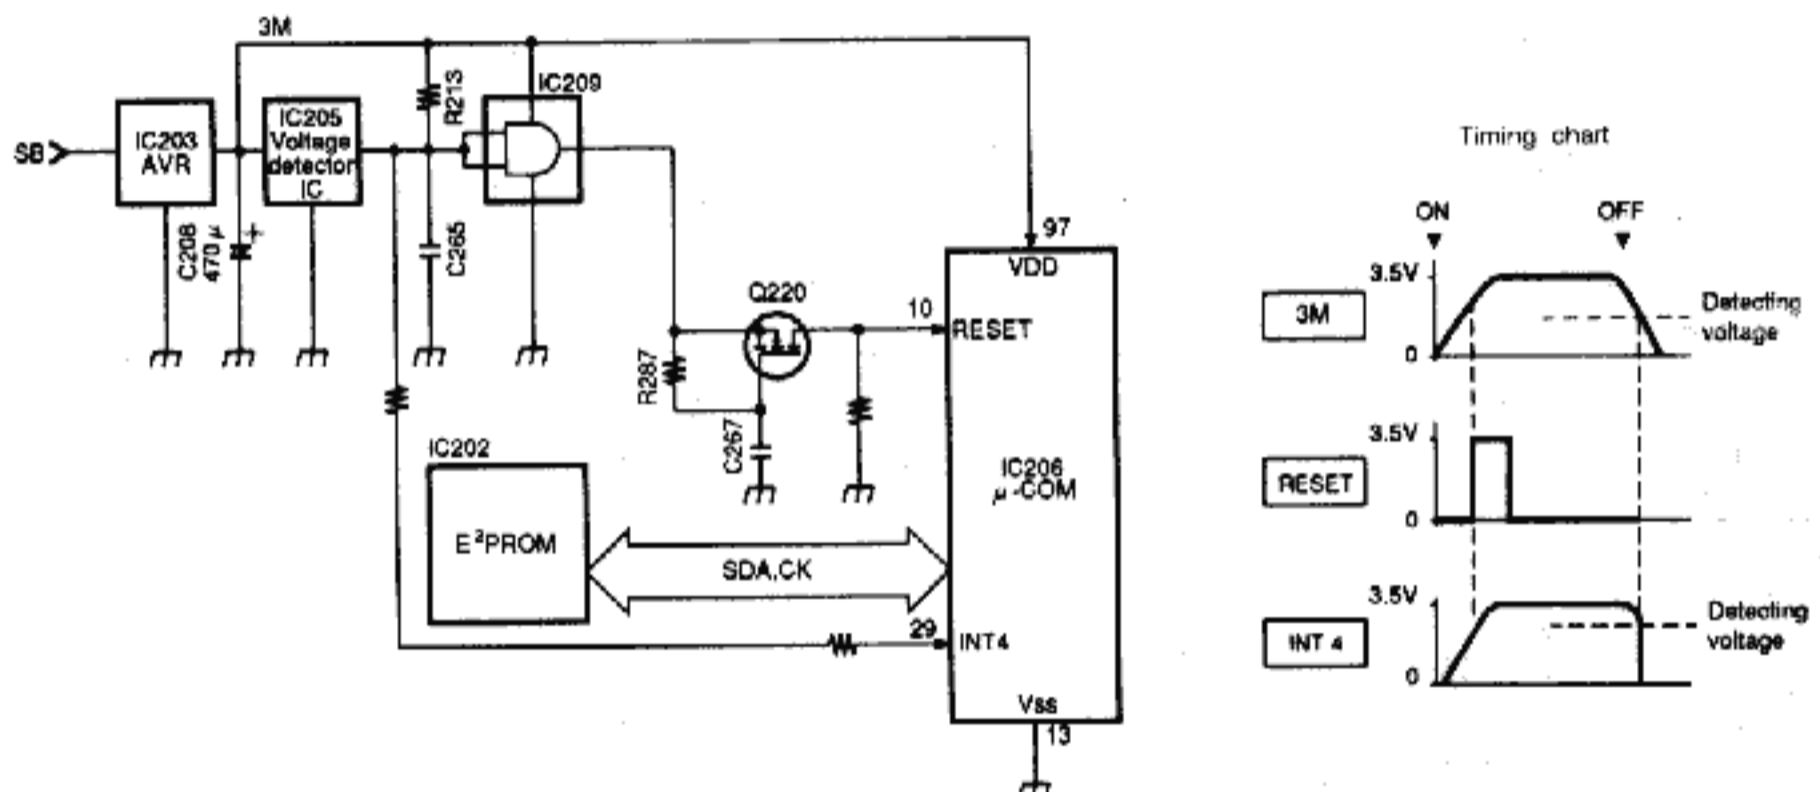 3M
SB
IC203
AVR
IC205
Voltage
detector
IC
R213
IC209
C208
470 μ
+
C265
97
VDD
Q220
10
RESET
R287
C267
IC202
E²PROM
SDA,CK
IC206
μ-COM
29
INT4
Vss
13
Timing chart
ON
OFF
3M
3.5V
0
Detecting
voltage
RESET
3.5V
0
INT 4
3.5V
0
Detecting
voltage